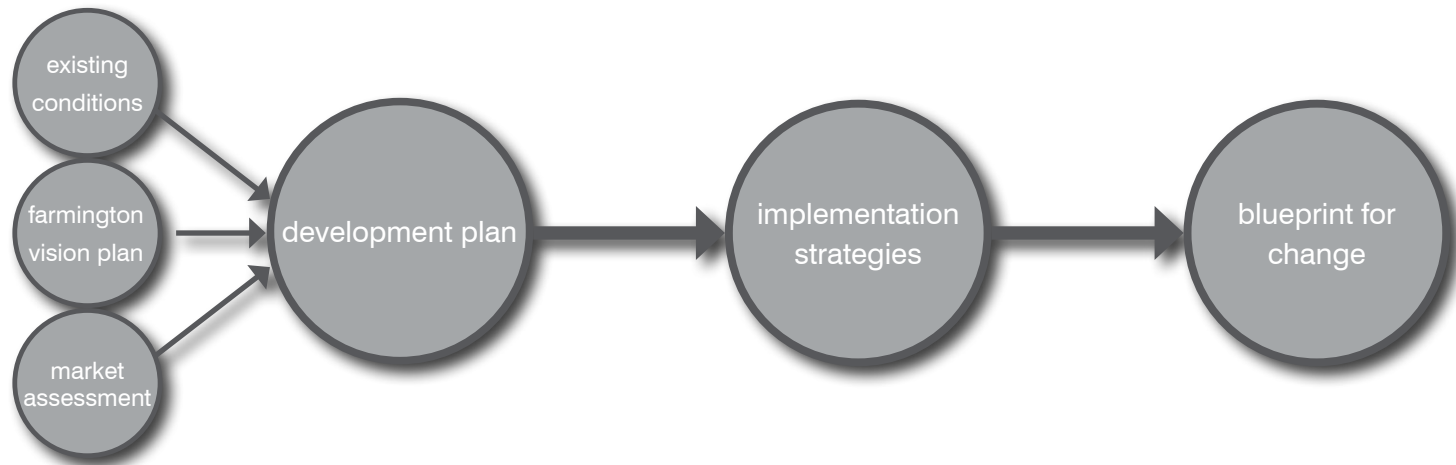 existing
conditions
farmington
vision plan
market
assessment
development plan
implementation
strategies
blueprint for
change